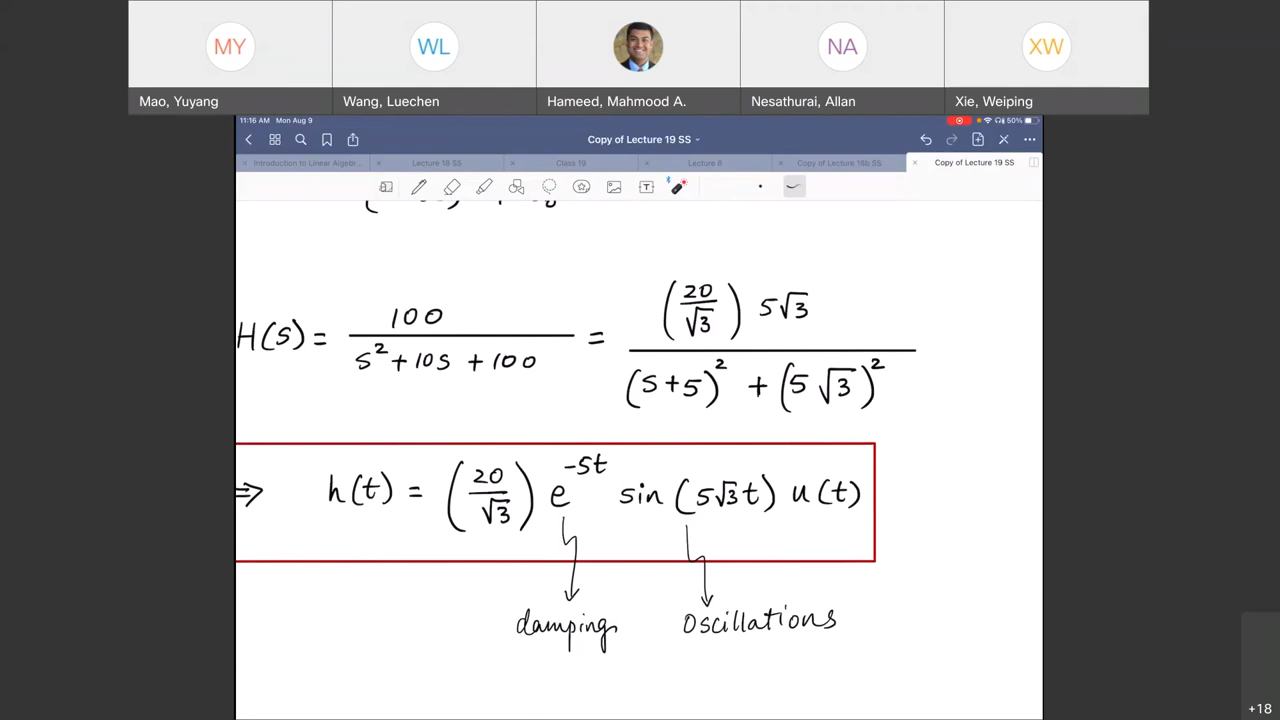 MY WL NA XW
Mao, Yuyang Wang, Luechen Hameed, Mahmood A. Nesathurai, Allan Xie, Weiping
11:16 AM Mon Aug 9 50%
Copy of Lecture 19 SS
Introduction to Linear Algebr... Lecture 18 SS Class 19 Lecture 8 Copy of Lecture 16b SS Copy of Lecture 19 SS
H(s) = 100 / (s² + 10s + 100) = (20/√3) 5√3 / ((s+5)² + (5√3)²)
⇒ h(t) = (20/√3) e^-5t sin(5√3t) u(t)
damping oscillations
+18